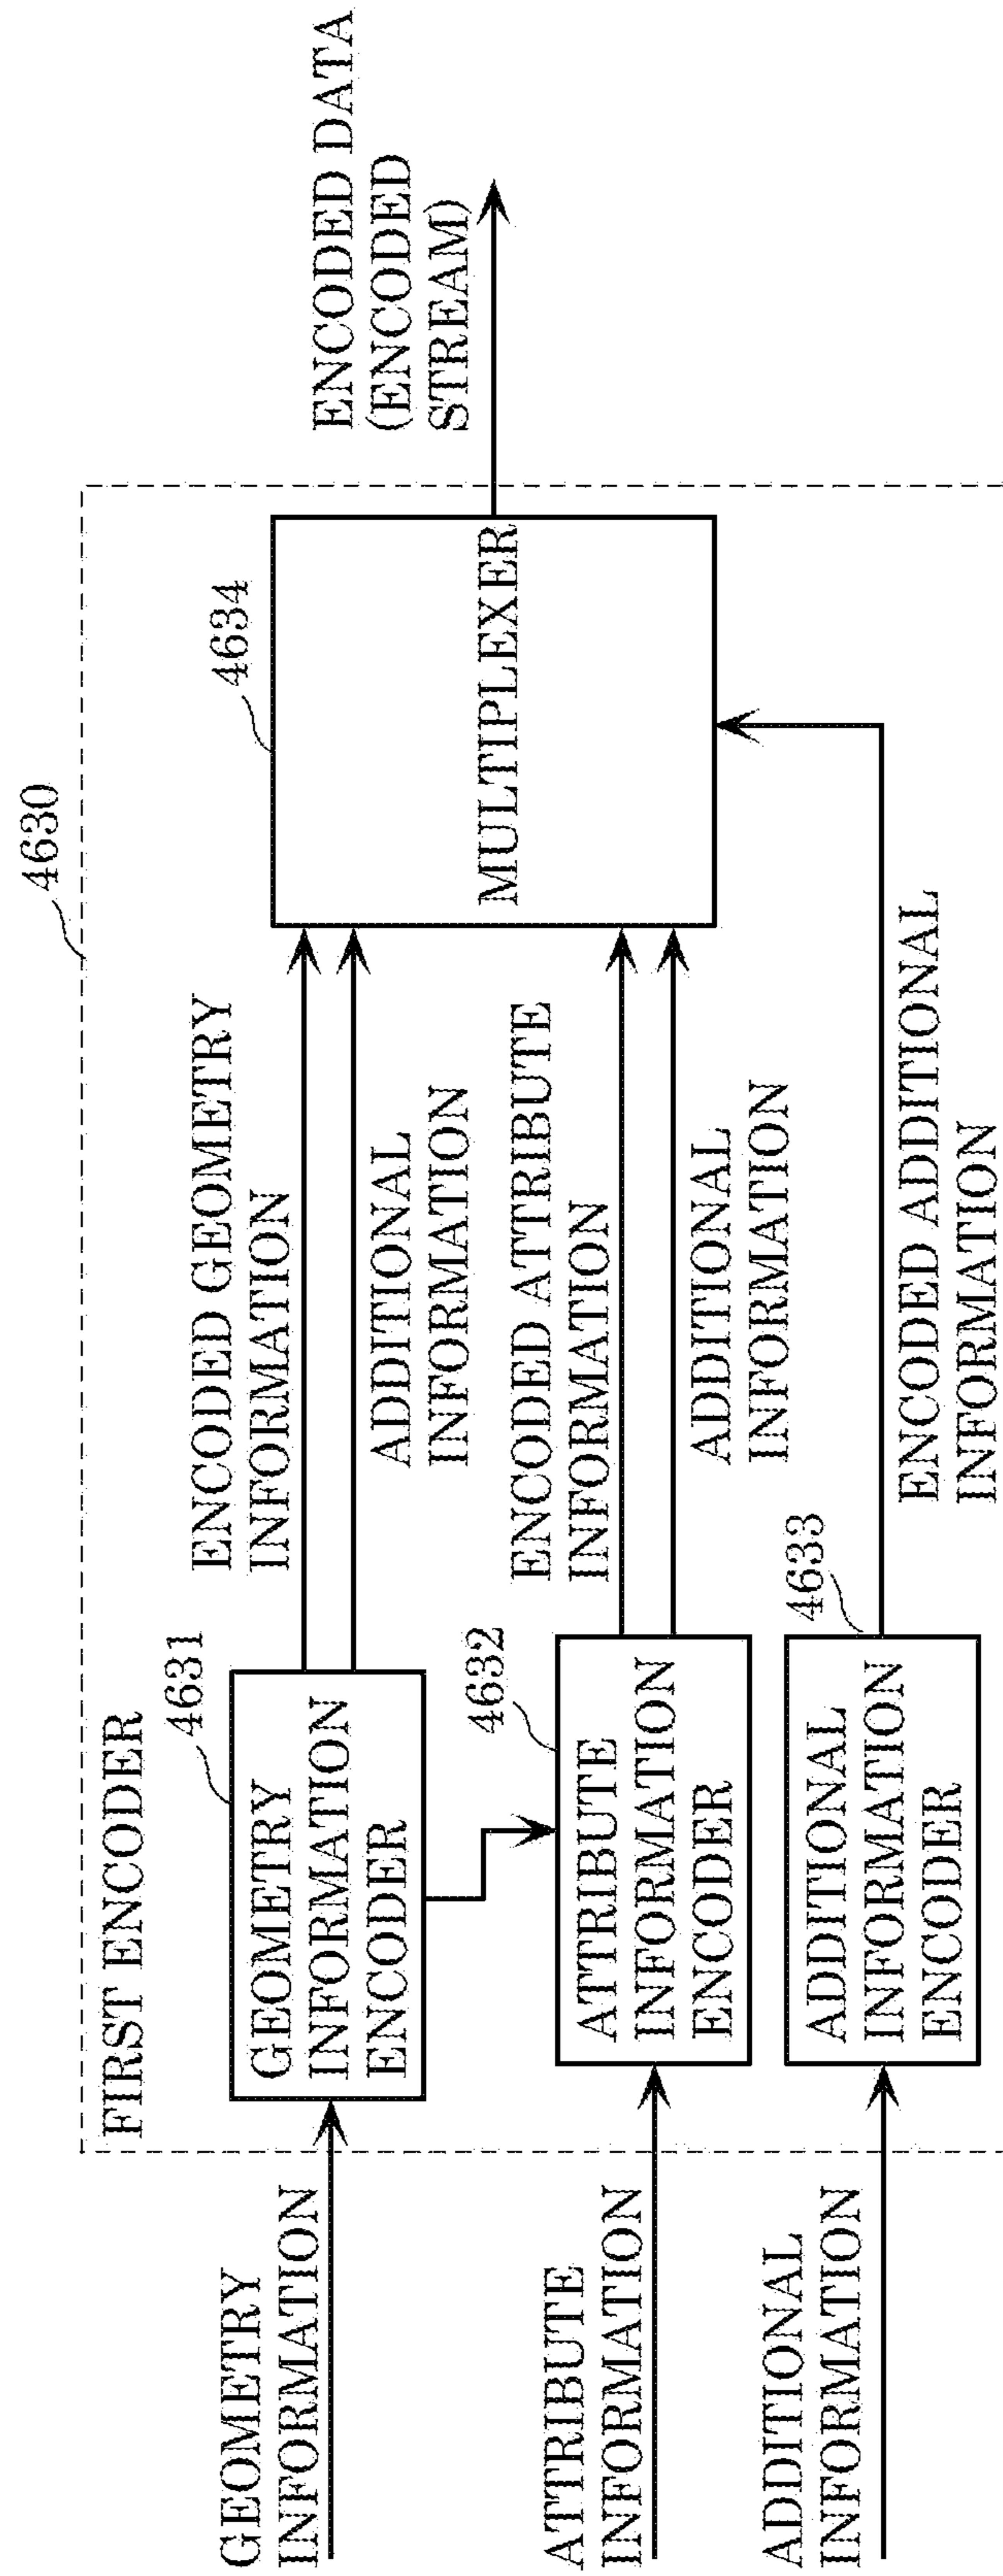 4630
FIRST ENCODER
GEOMETRY
INFORMATION
4631
GEOMETRY
INFORMATION
ENCODER
ENCODED GEOMETRY
INFORMATION
ADDITIONAL
INFORMATION
4634
MULTIPLEXER
ENCODED DATA
(ENCODED
STREAM)
ATTRIBUTE
INFORMATION
4632
ATTRIBUTE
INFORMATION
ENCODER
ENCODED ATTRIBUTE
INFORMATION
ADDITIONAL
INFORMATION
ADDITIONAL
INFORMATION
4633
ADDITIONAL
INFORMATION
ENCODER
ENCODED ADDITIONAL
INFORMATION